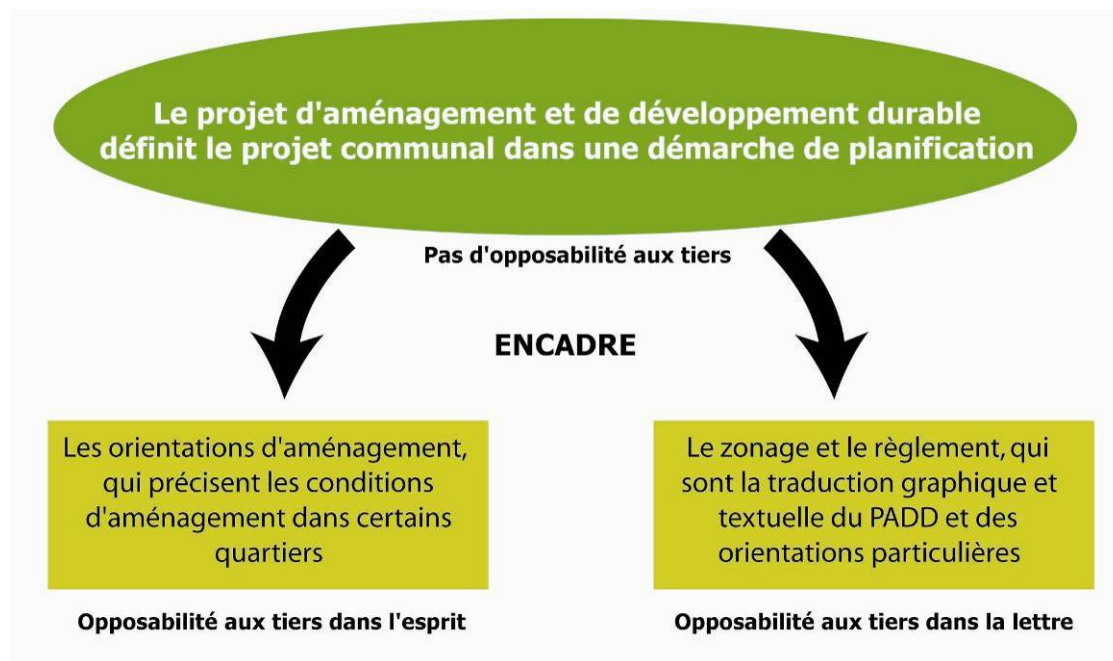 Le projet d'aménagement et de développement durable
définit le projet communal dans une démarche de planification
Pas d'opposabilité aux tiers
ENCADRE
Les orientations d'aménagement,
qui précisent les conditions
d'aménagement dans certains
quartiers
Opposabilité aux tiers dans l'esprit
Le zonage et le règlement, qui
sont la traduction graphique et
textuelle du PADD et des
orientations particulières
Opposabilité aux tiers dans la lettre